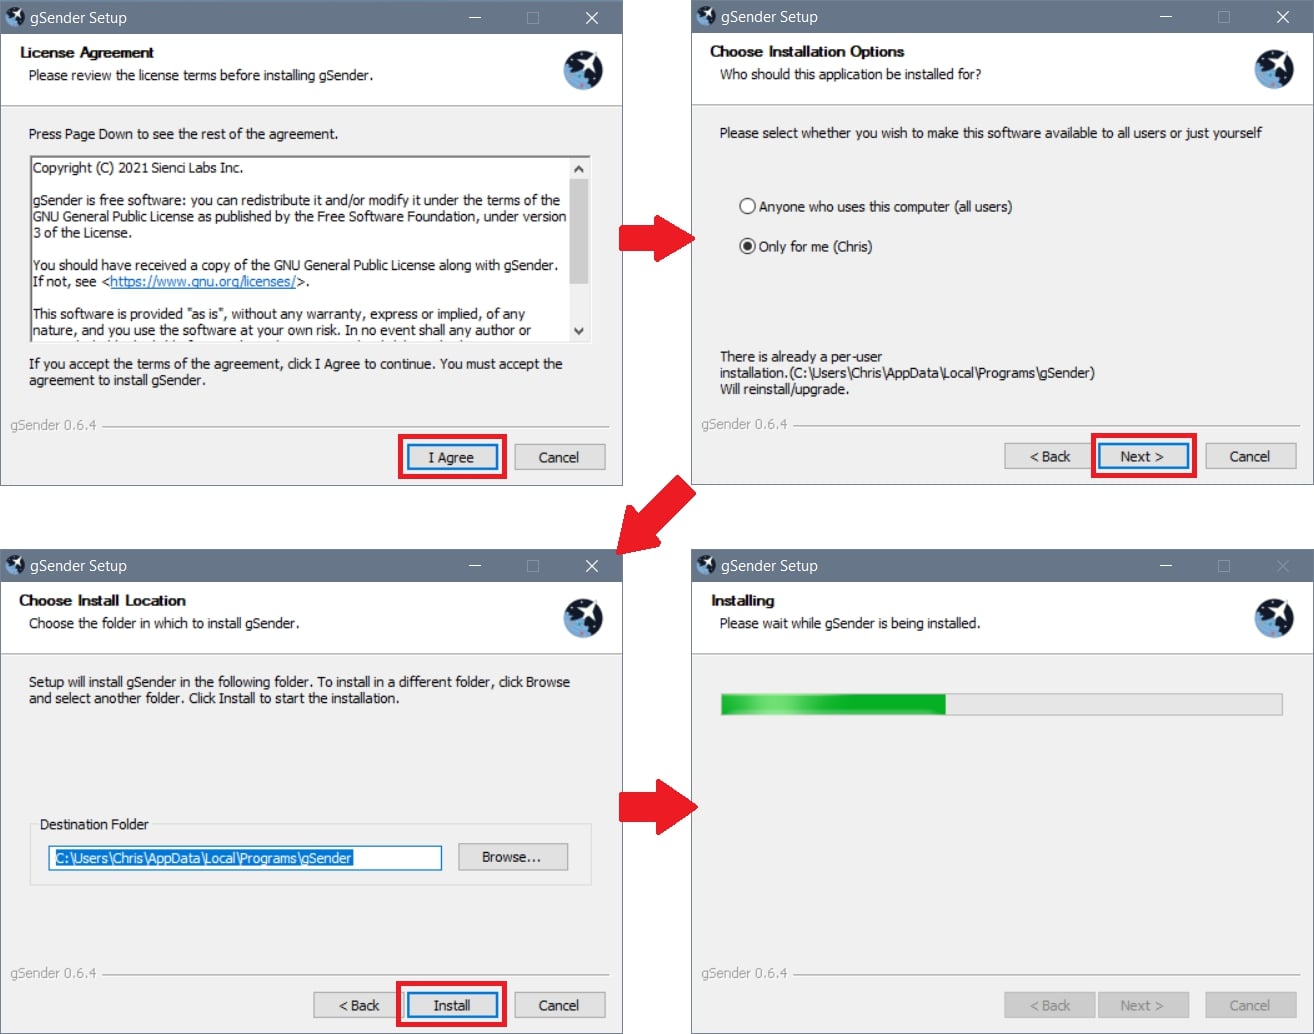 gSender Setup
License Agreement
Please review the license terms before installing gSender.
Press Page Down to see the rest of the agreement.
Copyright (C) 2021 Sienci Labs Inc.
gSender is free software: you can redistribute it and/or modify it under the terms of the
GNU General Public License as published by the Free Software Foundation, under version
3 of the License.
You should have received a copy of the GNU General Public License along with gSender.
If not, see <https://www.gnu.org/licenses/>.
This software is provided "as is", without any warranty, express or implied, of any
nature, and you use the software at your own risk. In no event shall any author or
If you accept the terms of the agreement, click I Agree to continue. You must accept the
agreement to install gSender.
gSender 0.6.4
I Agree
Cancel
gSender Setup
Choose Installation Options
Who should this application be installed for?
Please select whether you wish to make this software available to all users or just yourself
Anyone who uses this computer (all users)
Only for me (Chris)
There is already a per-user
installation.(C:\Users\Chris\AppData\Local\Programs\gSender)
Will reinstall/upgrade.
gSender 0.6.4
< Back
Next >
Cancel
gSender Setup
Choose Install Location
Choose the folder in which to install gSender.
Setup will install gSender in the following folder. To install in a different folder, click Browse
and select another folder. Click Install to start the installation.
Destination Folder
C:\Users\Chris\AppData\Local\Programs\gSender
Browse...
gSender 0.6.4
< Back
Install
Cancel
gSender Setup
Installing
Please wait while gSender is being installed.
gSender 0.6.4
< Back
Next >
Cancel